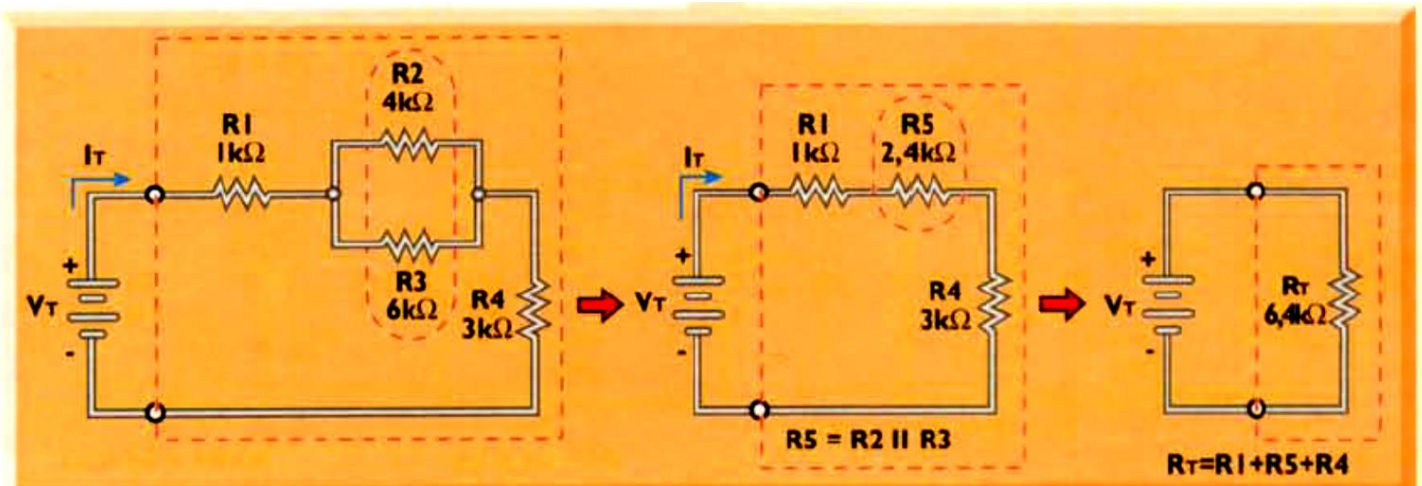 R2
4kΩ
R1
1kΩ
IT
R3
6kΩ
R4
3kΩ
+
VT
-
R1
1kΩ
R5
2,4kΩ
IT
R4
3kΩ
+
VT
-
R5 = R2 II R3
+
VT
-
RT
6,4kΩ
RT=R1+R5+R4